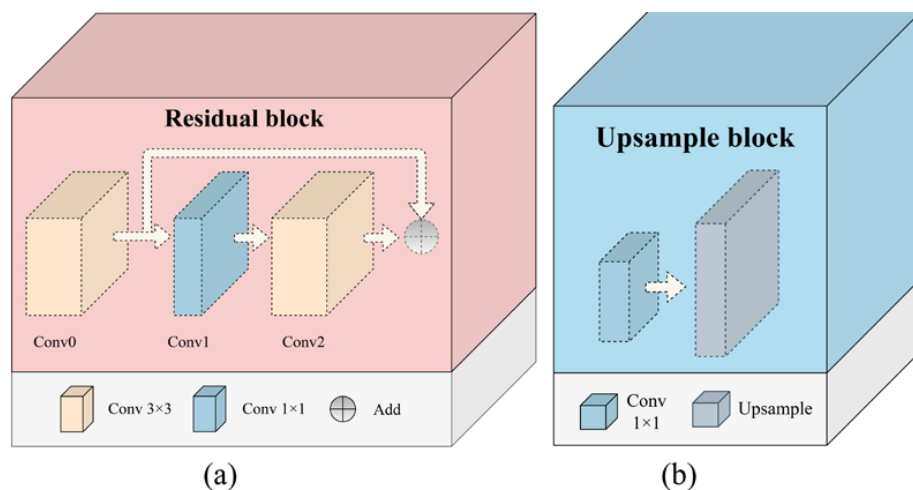 Residual block
Conv0
Conv1
Conv2
Conv 3×3
Conv 1×1
Add
(a)
Upsample block
Conv
1×1
Upsample
(b)